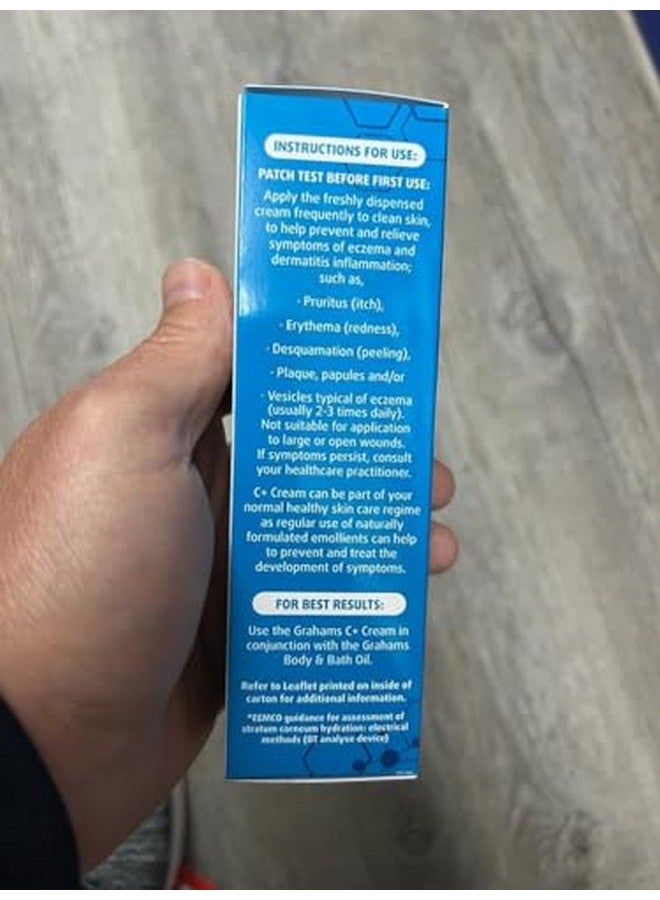 INSTRUCTIONS FOR USE:
PATCH TEST BEFORE FIRST USE:
Apply the freshly dispensed
cream frequently to clean skin,
to help prevent and relieve
symptoms of eczema and
dermatitis inflammation;
such as,
· Pruritus (itch),
· Erythema (redness),
· Desquamation (peeling),
· Plaque, papules and/or
· Vesicles typical of eczema
(usually 2-3 times daily).
Not suitable for application
to large or open wounds.
If symptoms persist, consult
your healthcare practitioner.
C+ Cream can be part of your
normal healthy skin care regime
as regular use of naturally
formulated emollients can help
to prevent and treat the
development of symptoms.
FOR BEST RESULTS:
Use the Grahams C+ Cream in
conjunction with the Grahams
Body & Bath Oil.
Refer to Leaflet printed on inside of
carton for additional information.
*EEMCO guidance for assessment of
stratum corneum hydration: electrical
methods (BT analyse device)